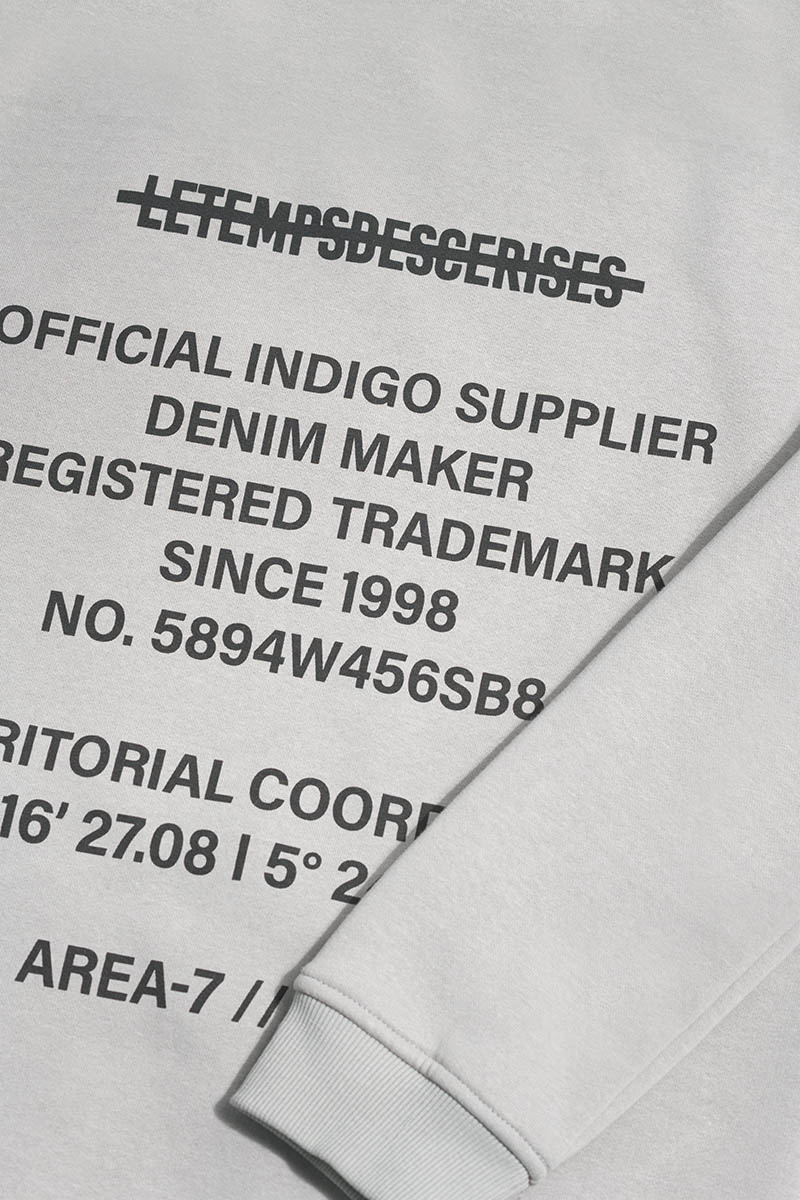 LETEMPSDESCERISES
OFFICIAL INDIGO SUPPLIER
DENIM MAKER
REGISTERED TRADEMARK
SINCE 1998
NO. 5894W456SB8
RITORIAL COOR
16′ 27.08 | 5° 2
AREA-7 //